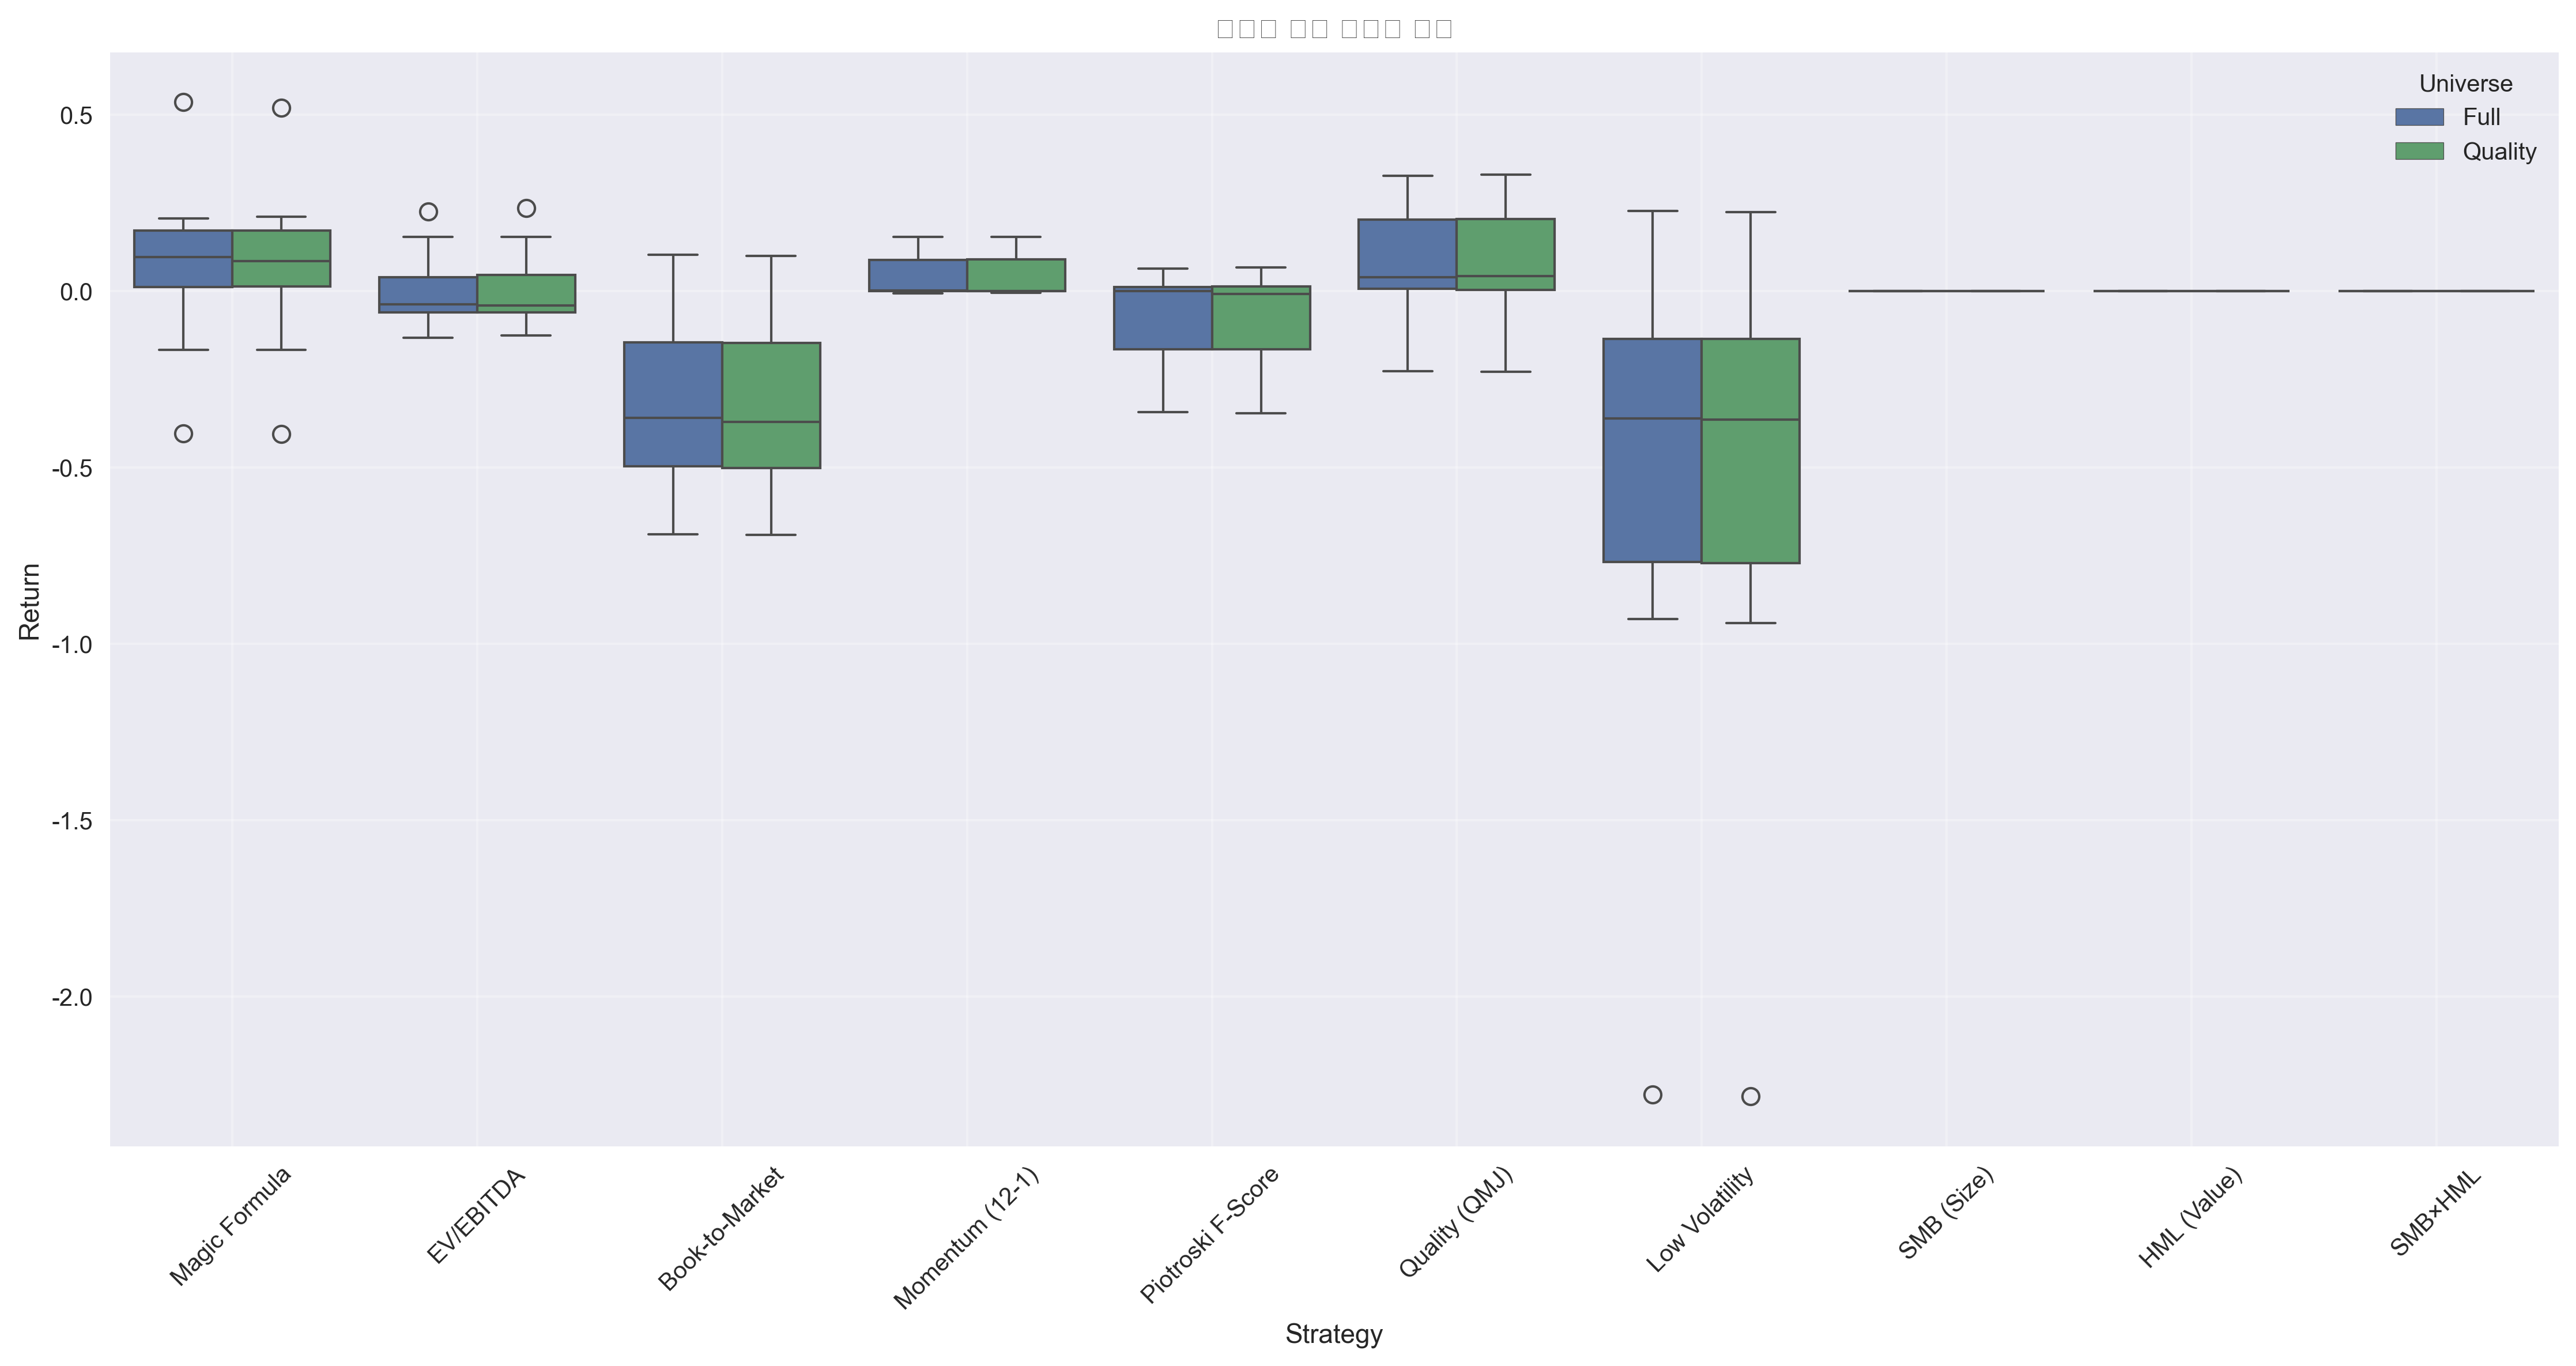 Universe
Full
Quality
0.5
0.0
-0.5
-1.0
-1.5
-2.0
Return
Magic Formula
EV/EBITDA
Book-to-Market
Momentum (12-1)
Piotroski F-Score
Quality (QMJ)
Low Volatility
SMB (Size)
HML (Value)
SMB×HML
Strategy